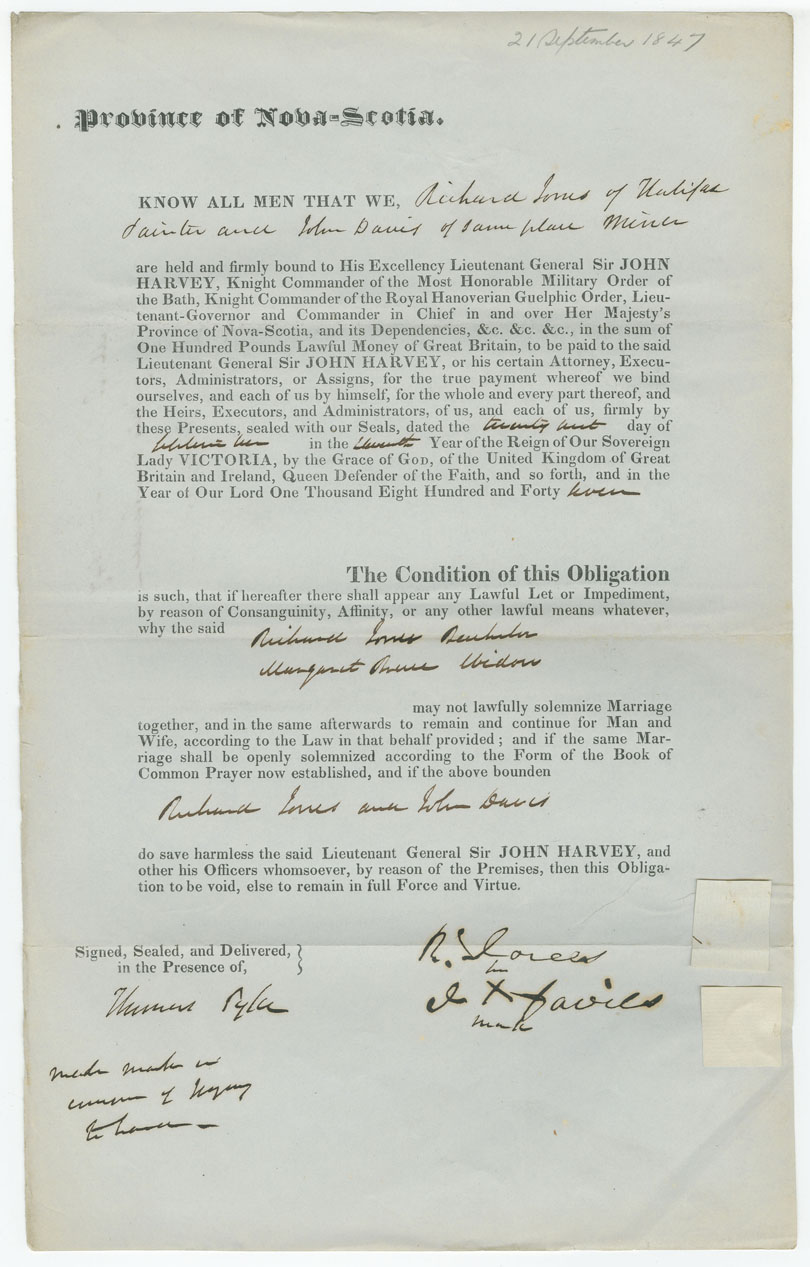 21 September 1847
Province of Nova-Scotia.
KNOW ALL MEN THAT WE, Richard Jones of Halifax
Painter and John Davis of same place Miner
are held and firmly bound to His Excellency Lieutenant General Sir JOHN
HARVEY, Knight Commander of the Most Honorable Military Order of
the Bath, Knight Commander of the Royal Hanoverian Guelphic Order, Lieu-
tenant-Governor and Commander in Chief in and over Her Majesty's
Province of Nova-Scotia, and its Dependencies, &c. &c. &c., in the sum of
One Hundred Pounds Lawful Money of Great Britain, to be paid to the said
Lieutenant General Sir JOHN HARVEY, or his certain Attorney, Execu-
tors, Administrators, or Assigns, for the true payment whereof we bind
ourselves, and each of us by himself, for the whole and every part thereof, and
the Heirs, Executors, and Administrators, of us, and each of us, firmly by
these Presents, sealed with our Seals, dated the twenty first day of
September in the eleventh Year of the Reign of Our Sovereign
Lady VICTORIA, by the Grace of GOD, of the United Kingdom of Great
Britain and Ireland, Queen Defender of the Faith, and so forth, and in the
Year of Our Lord One Thousand Eight Hundred and Forty seven
The Condition of this Obligation
is such, that if hereafter there shall appear any Lawful Let or Impediment,
by reason of Consanguinity, Affinity, or any other lawful means whatever,
why the said Richard Jones Bachelor
Margaret Widow
may not lawfully solemnize Marriage
together, and in the same afterwards to remain and continue for Man and
Wife, according to the Law in that behalf provided; and if the same Mar-
riage shall be openly solemnized according to the Form of the Book of
Common Prayer now established, and if the above bounden
Richard Jones and John Davis
do save harmless the said Lieutenant General Sir JOHN HARVEY, and
other his Officers whomsoever, by reason of the Premises, then this Obliga-
tion to be void, else to remain in full Force and Virtue.
Signed, Sealed, and Delivered,
in the Presence of,
R. Jones
J X Davies
mark
Thomas Pyke
made mark in
of injury
to hand